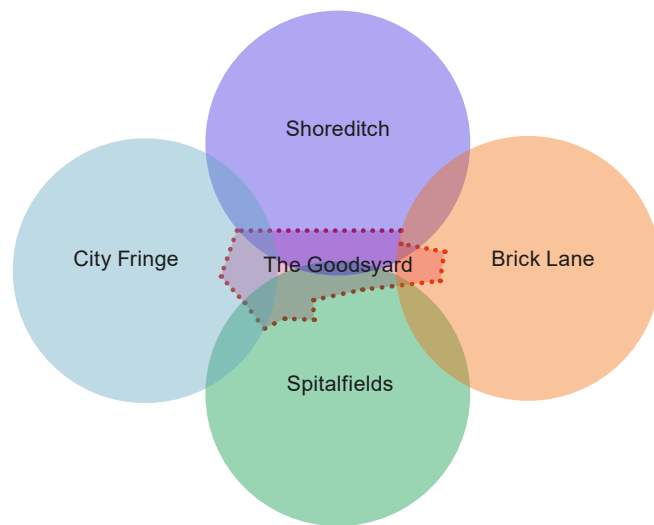 Shoreditch
City Fringe
The Goodsyard
Brick Lane
Spitalfields